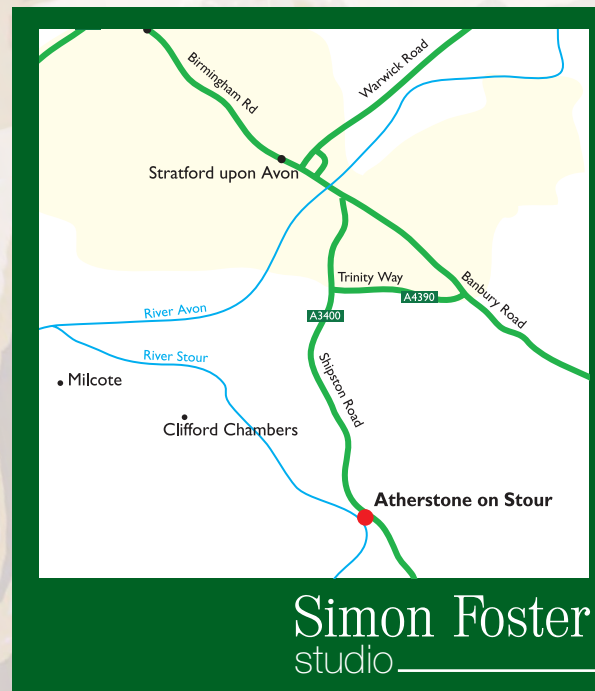 Birmingham Rd
Warwick Road
Stratford upon Avon
Trinity Way
A4390
Banbury Road
River Avon
A3400
River Stour
Shipston Road
Milcote
Clifford Chambers
Atherstone on Stour
Simon Foster
studio